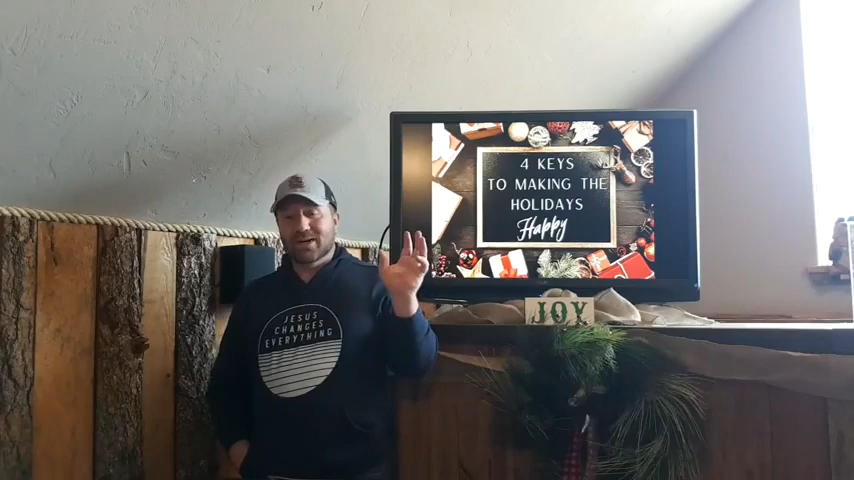 4 KEYS
TO MAKING THE
HOLIDAYS
Happy
JESUS
CHANGES
EVERYTHING
JOY